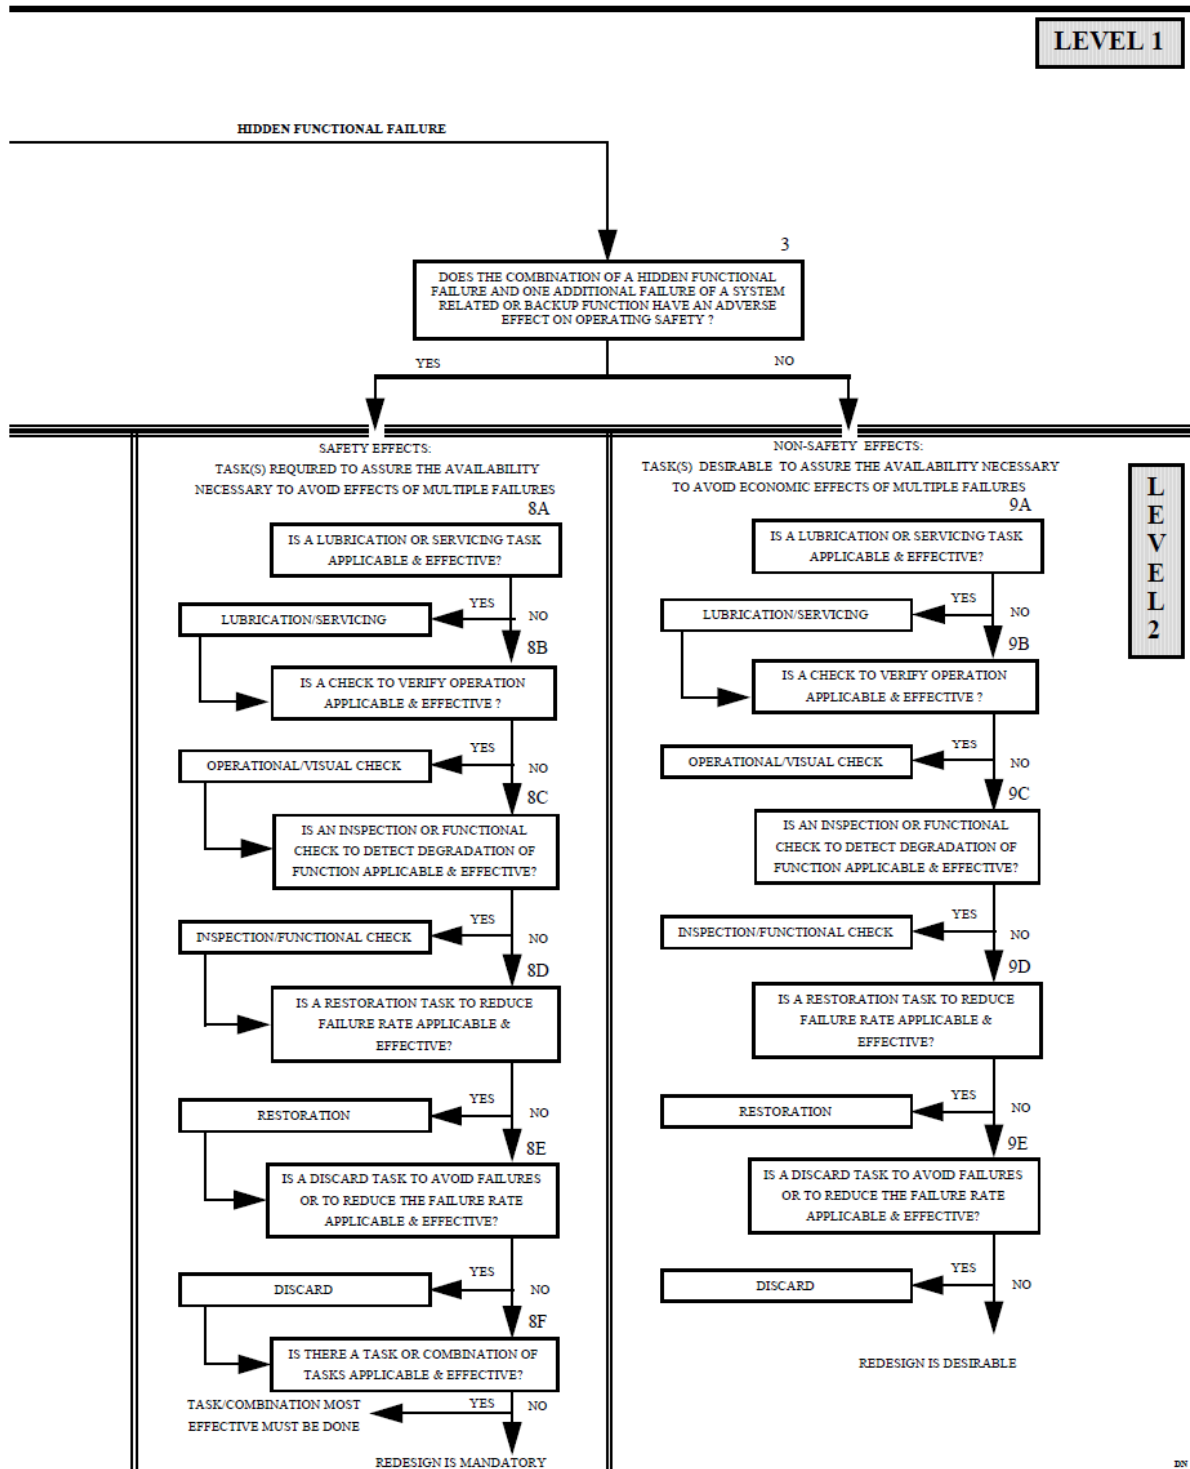 LEVEL 1
HIDDEN FUNCTIONAL FAILURE
3
DOES THE COMBINATION OF A HIDDEN FUNCTIONAL
FAILURE AND ONE ADDITIONAL FAILURE OF A SYSTEM
RELATED OR BACKUP FUNCTION HAVE AN ADVERSE
EFFECT ON OPERATING SAFETY ?
YES
NO
SAFETY EFFECTS:
TASK(S) REQUIRED TO ASSURE THE AVAILABILITY
NECESSARY TO AVOID EFFECTS OF MULTIPLE FAILURES
8A
IS A LUBRICATION OR SERVICING TASK
APPLICABLE & EFFECTIVE?
YES
NO
LUBRICATION/SERVICING
8B
IS A CHECK TO VERIFY OPERATION
APPLICABLE & EFFECTIVE ?
YES
NO
OPERATIONAL/VISUAL CHECK
8C
IS AN INSPECTION OR FUNCTIONAL
CHECK TO DETECT DEGRADATION OF
FUNCTION APPLICABLE & EFFECTIVE?
YES
NO
INSPECTION/FUNCTIONAL CHECK
8D
IS A RESTORATION TASK TO REDUCE
FAILURE RATE APPLICABLE &
EFFECTIVE?
YES
NO
RESTORATION
8E
IS A DISCARD TASK TO AVOID FAILURES
OR TO REDUCE THE FAILURE RATE
APPLICABLE & EFFECTIVE?
YES
NO
DISCARD
8F
IS THERE A TASK OR COMBINATION OF
TASKS APPLICABLE & EFFECTIVE?
YES
NO
TASK/COMBINATION MOST
EFFECTIVE MUST BE DONE
REDESIGN IS MANDATORY
NON-SAFETY EFFECTS:
TASK(S) DESIRABLE TO ASSURE THE AVAILABILITY NECESSARY
TO AVOID ECONOMIC EFFECTS OF MULTIPLE FAILURES
9A
IS A LUBRICATION OR SERVICING TASK
APPLICABLE & EFFECTIVE?
YES
NO
LUBRICATION/SERVICING
9B
IS A CHECK TO VERIFY OPERATION
APPLICABLE & EFFECTIVE ?
YES
NO
OPERATIONAL/VISUAL CHECK
9C
IS AN INSPECTION OR FUNCTIONAL
CHECK TO DETECT DEGRADATION OF
FUNCTION APPLICABLE & EFFECTIVE?
YES
NO
INSPECTION/FUNCTIONAL CHECK
9D
IS A RESTORATION TASK TO REDUCE
FAILURE RATE APPLICABLE &
EFFECTIVE?
YES
NO
RESTORATION
9E
IS A DISCARD TASK TO AVOID FAILURES
OR TO REDUCE THE FAILURE RATE
APPLICABLE & EFFECTIVE?
YES
NO
DISCARD
REDESIGN IS DESIRABLE
LEVEL 2
DN